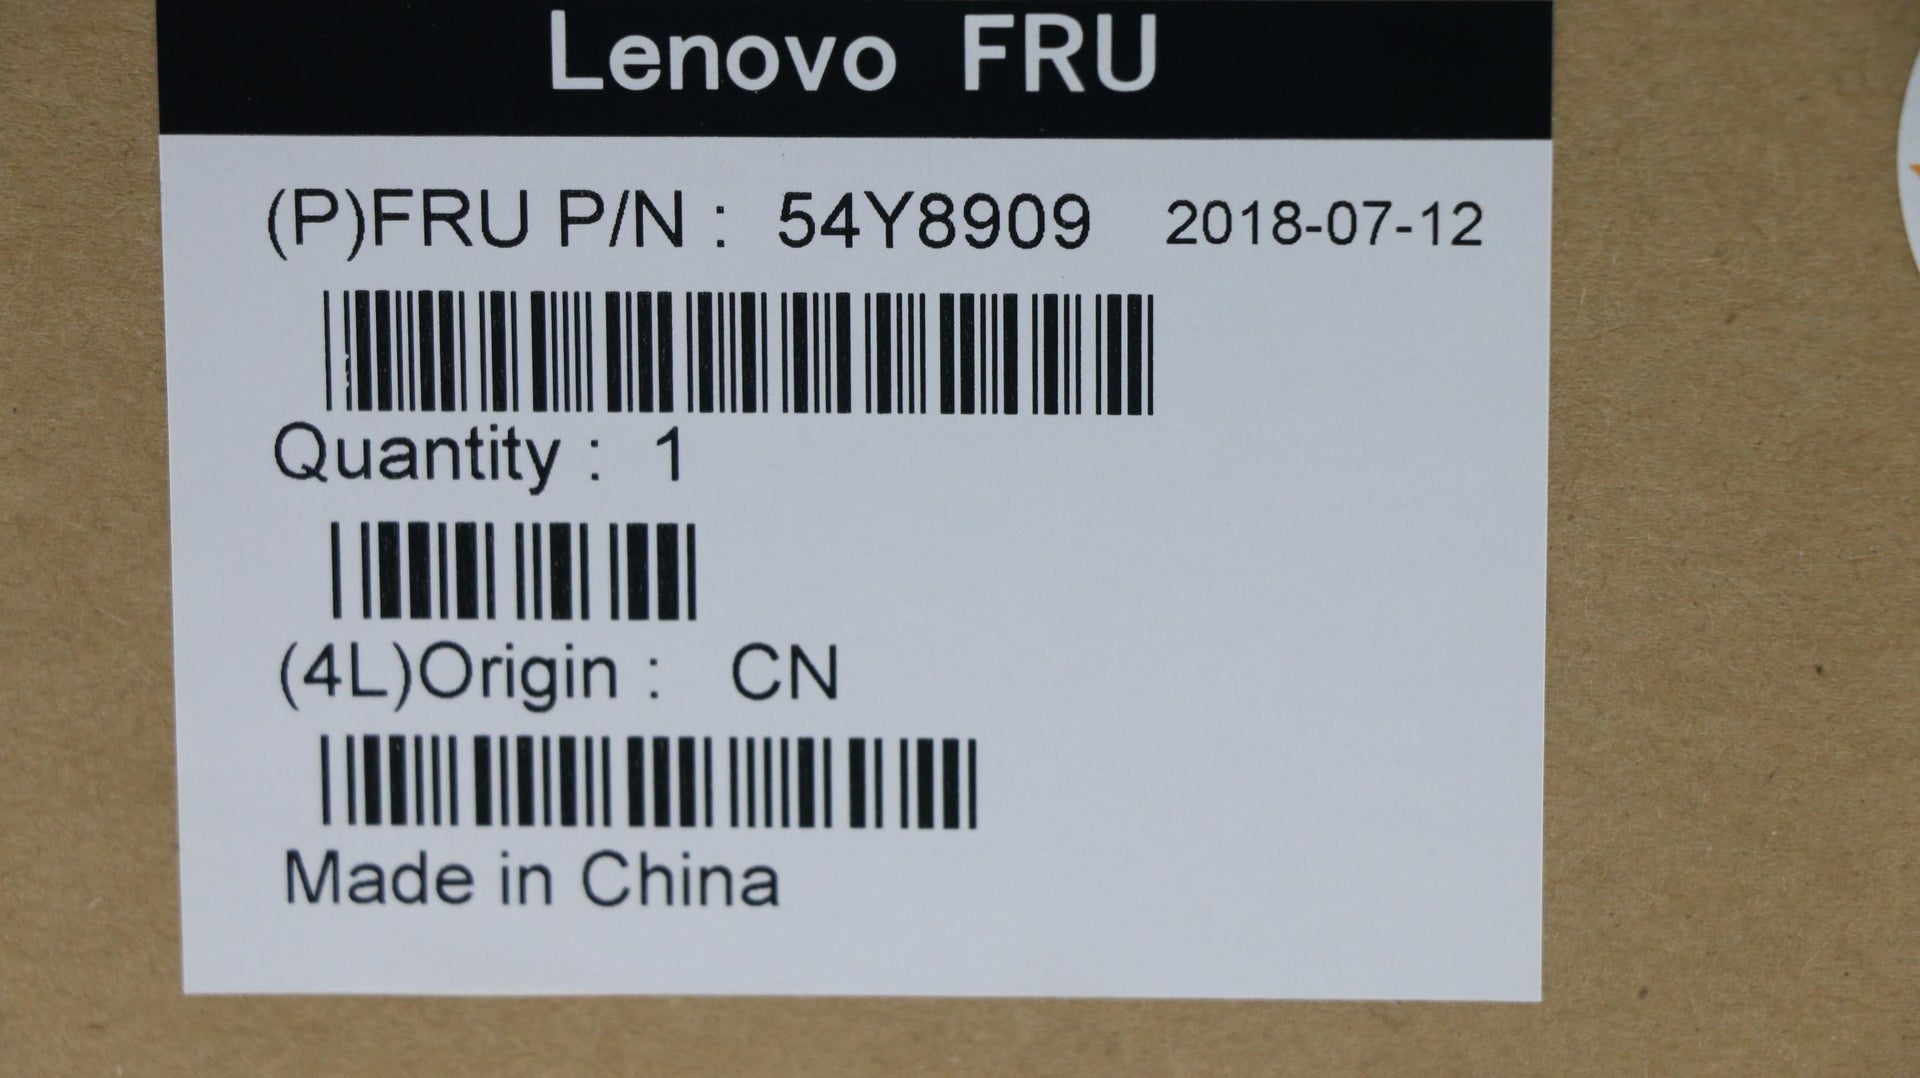 Lenovo FRU
(P)FRU P/N : 54Y8909 2018-07-12
Quantity : 1
(4L)Origin : CN
Made in China